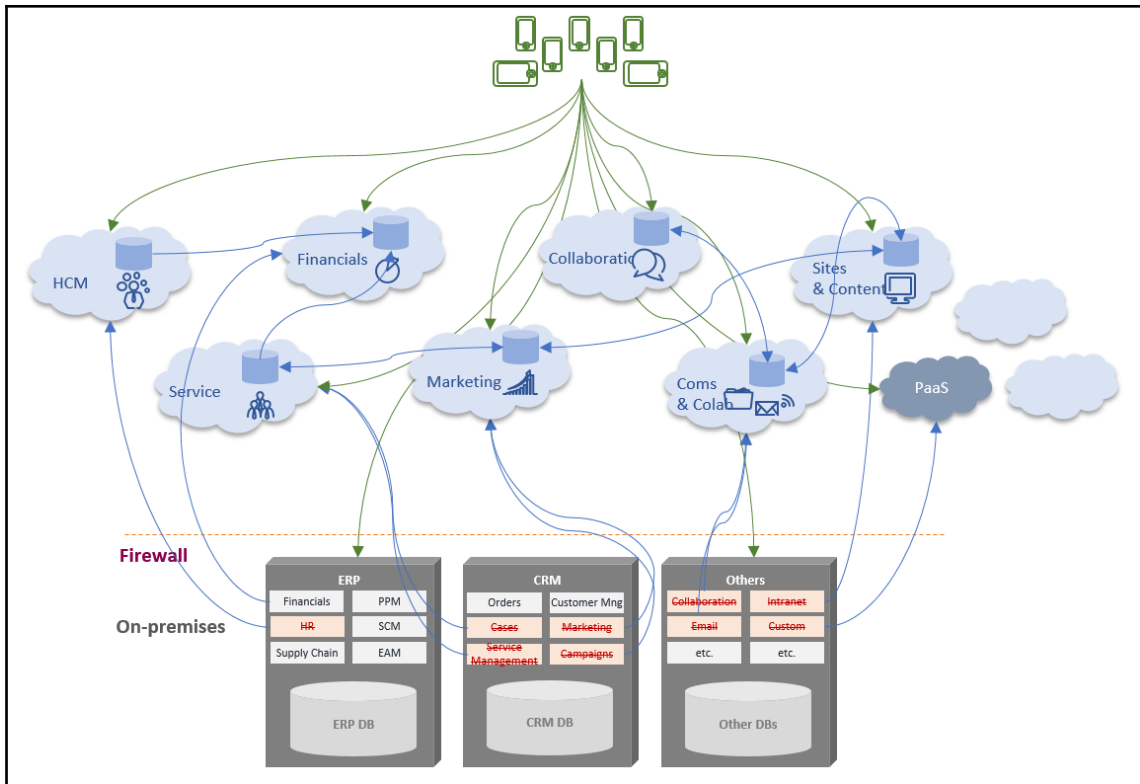 HCM
Financials
Collaboratio
Sites
& Content
Service
Marketing
Coms
& Colab
PaaS
Firewall
On-premises
ERP
Financials
PPM
HR
SCM
Supply Chain
EAM
ERP DB
CRM
Orders
Customer Mng
Cases
Marketing
Service
Management
Campaigns
CRM DB
Others
Collaboration
Intranet
Email
Custom
etc.
etc.
Other DBs